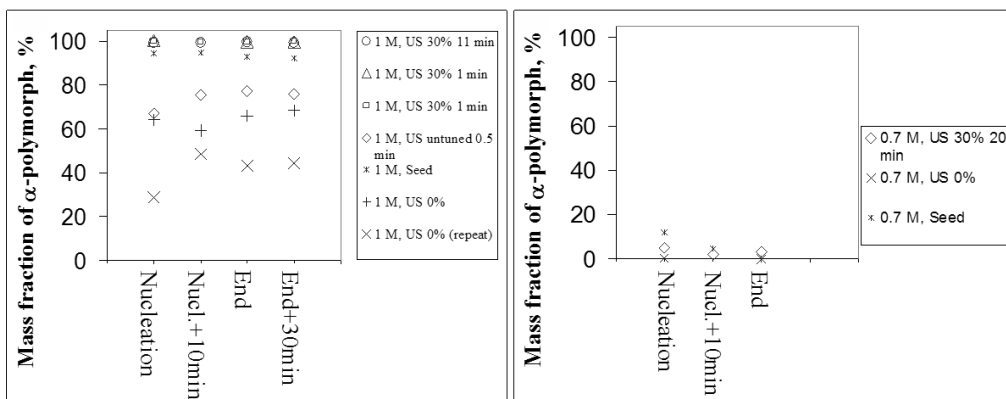 Mass fraction of α-polymorph, %
100
80
60
40
20
0
Nucleation
Nucl.+10min
End
End+30min
1 M, US 30% 11 min
1 M, US 30% 1 min
1 M, US 30% 1 min
1 M, US untuned 0.5
min
1 M, Seed
1 M, US 0%
1 M, US 0% (repeat)
Mass fraction of α-polymorph, %
100
80
60
40
20
0
Nucleation
Nucl.+10min
End
0.7 M, US 30% 20
min
0.7 M, US 0%
0.7 M, Seed